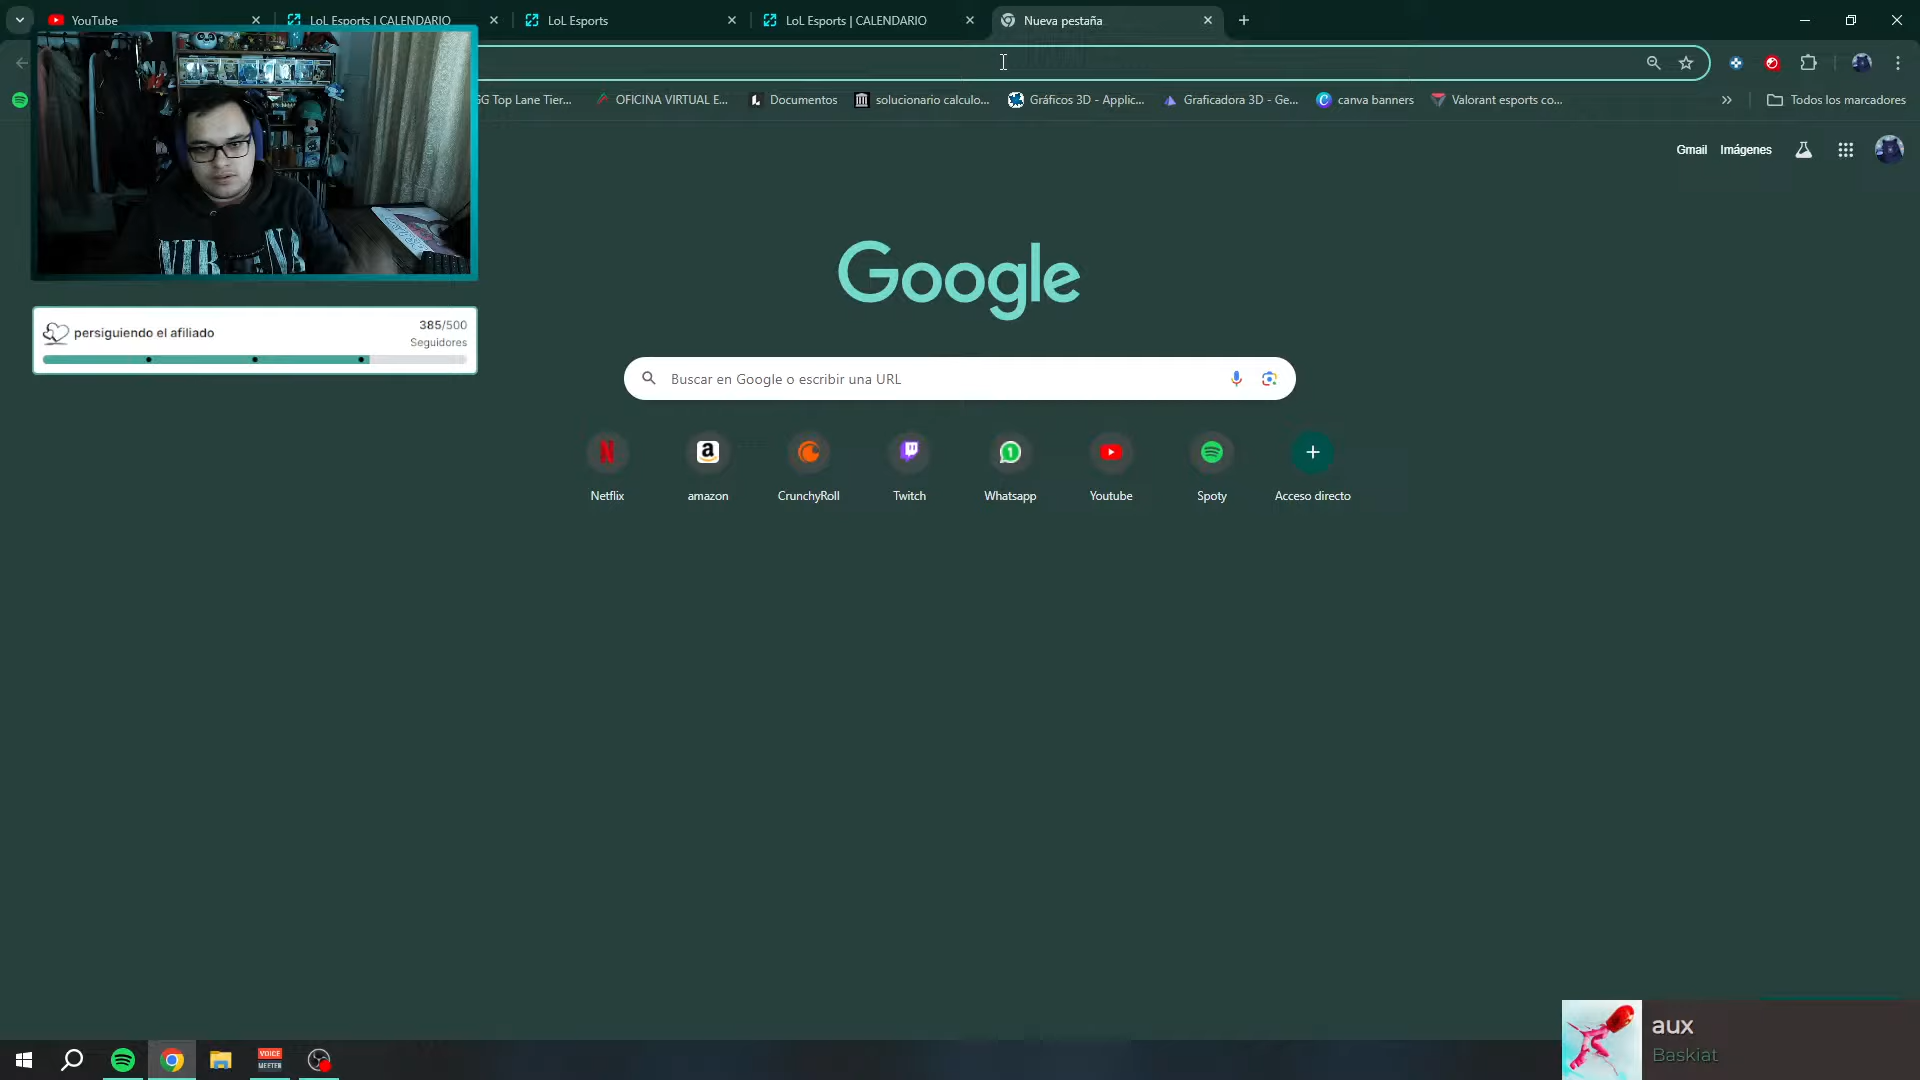 YouTube
LoL Esports | CALENDARIO
LoL Esports
LoL Esports | CALENDARIO
Nueva pestaña
GG Top Lane Tier...
OFICINA VIRTUAL E...
Documentos
solucionario calculo...
Gráficos 3D - Applic...
Graficadora 3D - Ge...
canva banners
Valorant esports co...
Todos los marcadores
Gmail
Imágenes
Google
persiguiendo el afiliado
385/500
Seguidores
Buscar en Google o escribir una URL
Netflix
amazon
CrunchyRoll
Twitch
Whatsapp
Youtube
Spoty
Acceso directo
VOICE
MEETER
aux
Baskiat